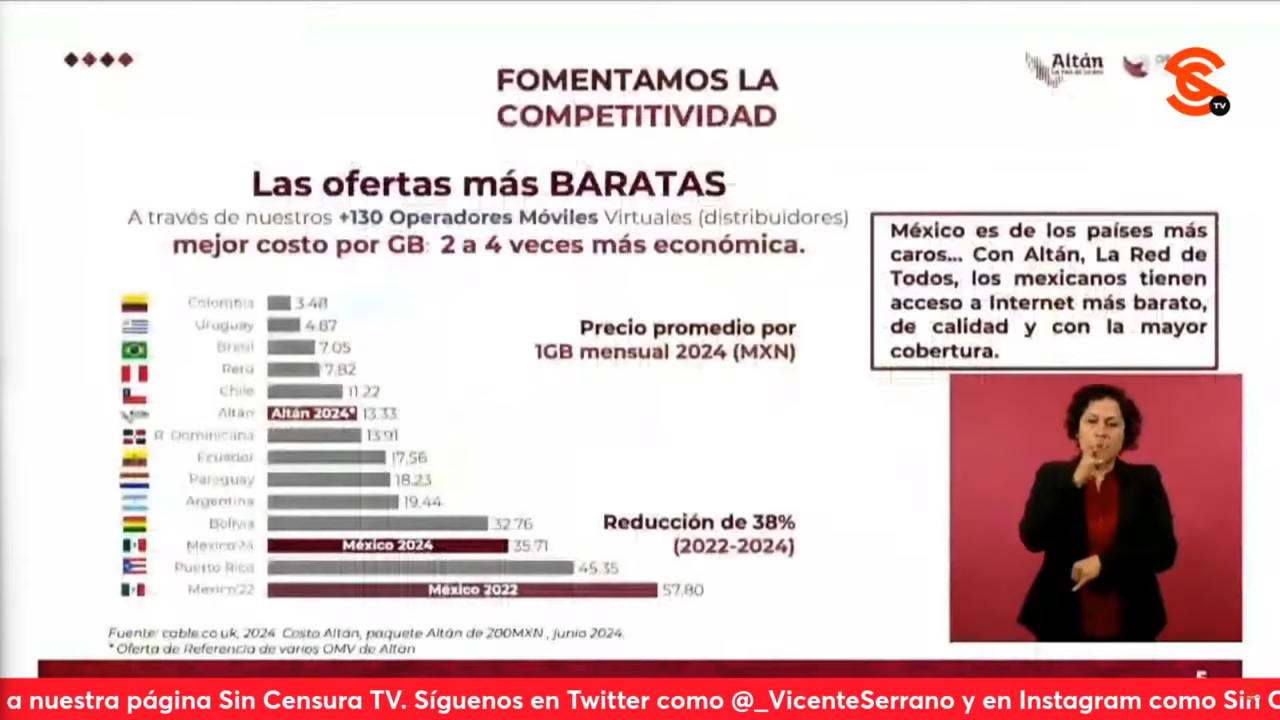 FOMENTAMOS LA
COMPETITIVIDAD
Altán
TV
Las ofertas más BARATAS
A través de nuestros +130 Operadores Móviles Virtuales (distribuidores)
mejor costo por GB: 2 a 4 veces más económica.
México es de los países más
caros... Con Altán, La Red de
Todos, los mexicanos tienen
acceso a Internet más barato,
de calidad y con la mayor
cobertura.
Precio promedio por
1GB mensual 2024 (MXN)
Colombia 3.48
Uruguay 4.87
Brasil 7.05
Perú 7.82
Chile 11.22
Altán Altán 2024* 13.33
R. Dominicana 13.91
Ecuador 17.56
Paraguay 18.23
Argentina 19.44
Bolivia 32.76
Mexico'24 México 2024 35.71
Puerto Rico 45.35
Mexico'22 México 2022 57.80
Reducción de 38%
(2022-2024)
Fuente: cable.co.uk, 2024. Costo Altán, paquete Altán de 200MXN, junio 2024.
* Oferta de Referencia de varios OMV de Altán
a nuestra página Sin Censura TV. Síguenos en Twitter como @_VicenteSerrano y en Instagram como Sin C